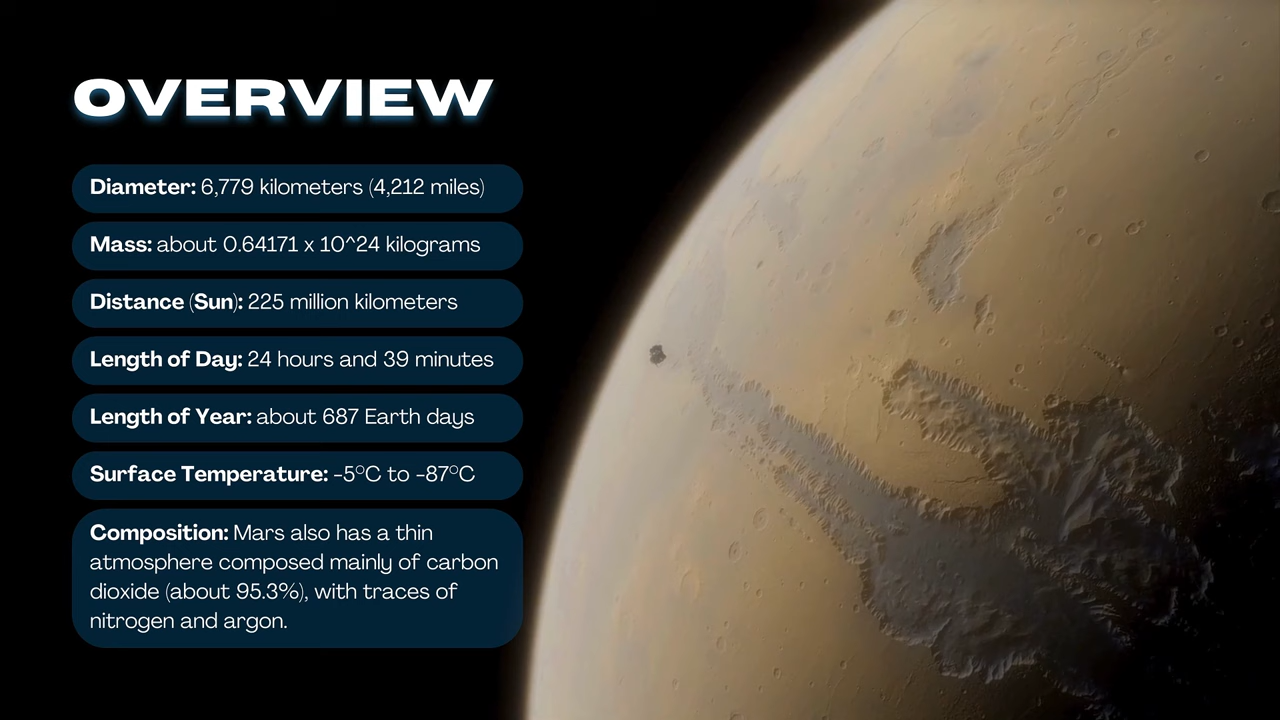 OVERVIEW
Diameter: 6,779 kilometers (4,212 miles)
Mass: about 0.64171 x 10^24 kilograms
Distance (Sun): 225 million kilometers
Length of Day: 24 hours and 39 minutes
Length of Year: about 687 Earth days
Surface Temperature: -5°C to -87°C
Composition: Mars also has a thin
atmosphere composed mainly of carbon
dioxide (about 95.3%), with traces of
nitrogen and argon.